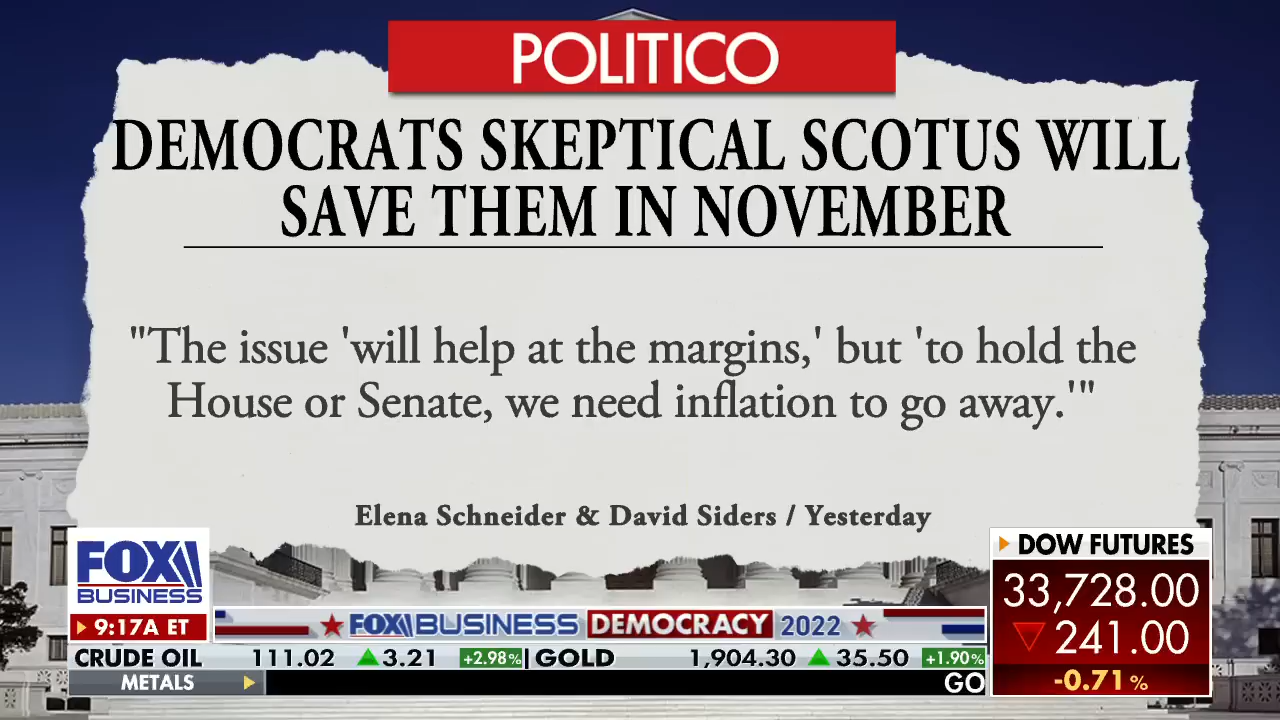 POLITICO
DEMOCRATS SKEPTICAL SCOTUS WILL
SAVE THEM IN NOVEMBER
"The issue 'will help at the margins,' but 'to hold the
House or Senate, we need inflation to go away.'"
Elena Schneider & David Siders / Yesterday
FOX
BUSINESS
9:17A ET
FOX BUSINESS DEMOCRACY 2022
DOW FUTURES
33,728.00
241.00
-0.71%
CRUDE OIL 111.02 3.21 +2.98% GOLD 1,904.30 35.50 +1.90%
METALS
GO